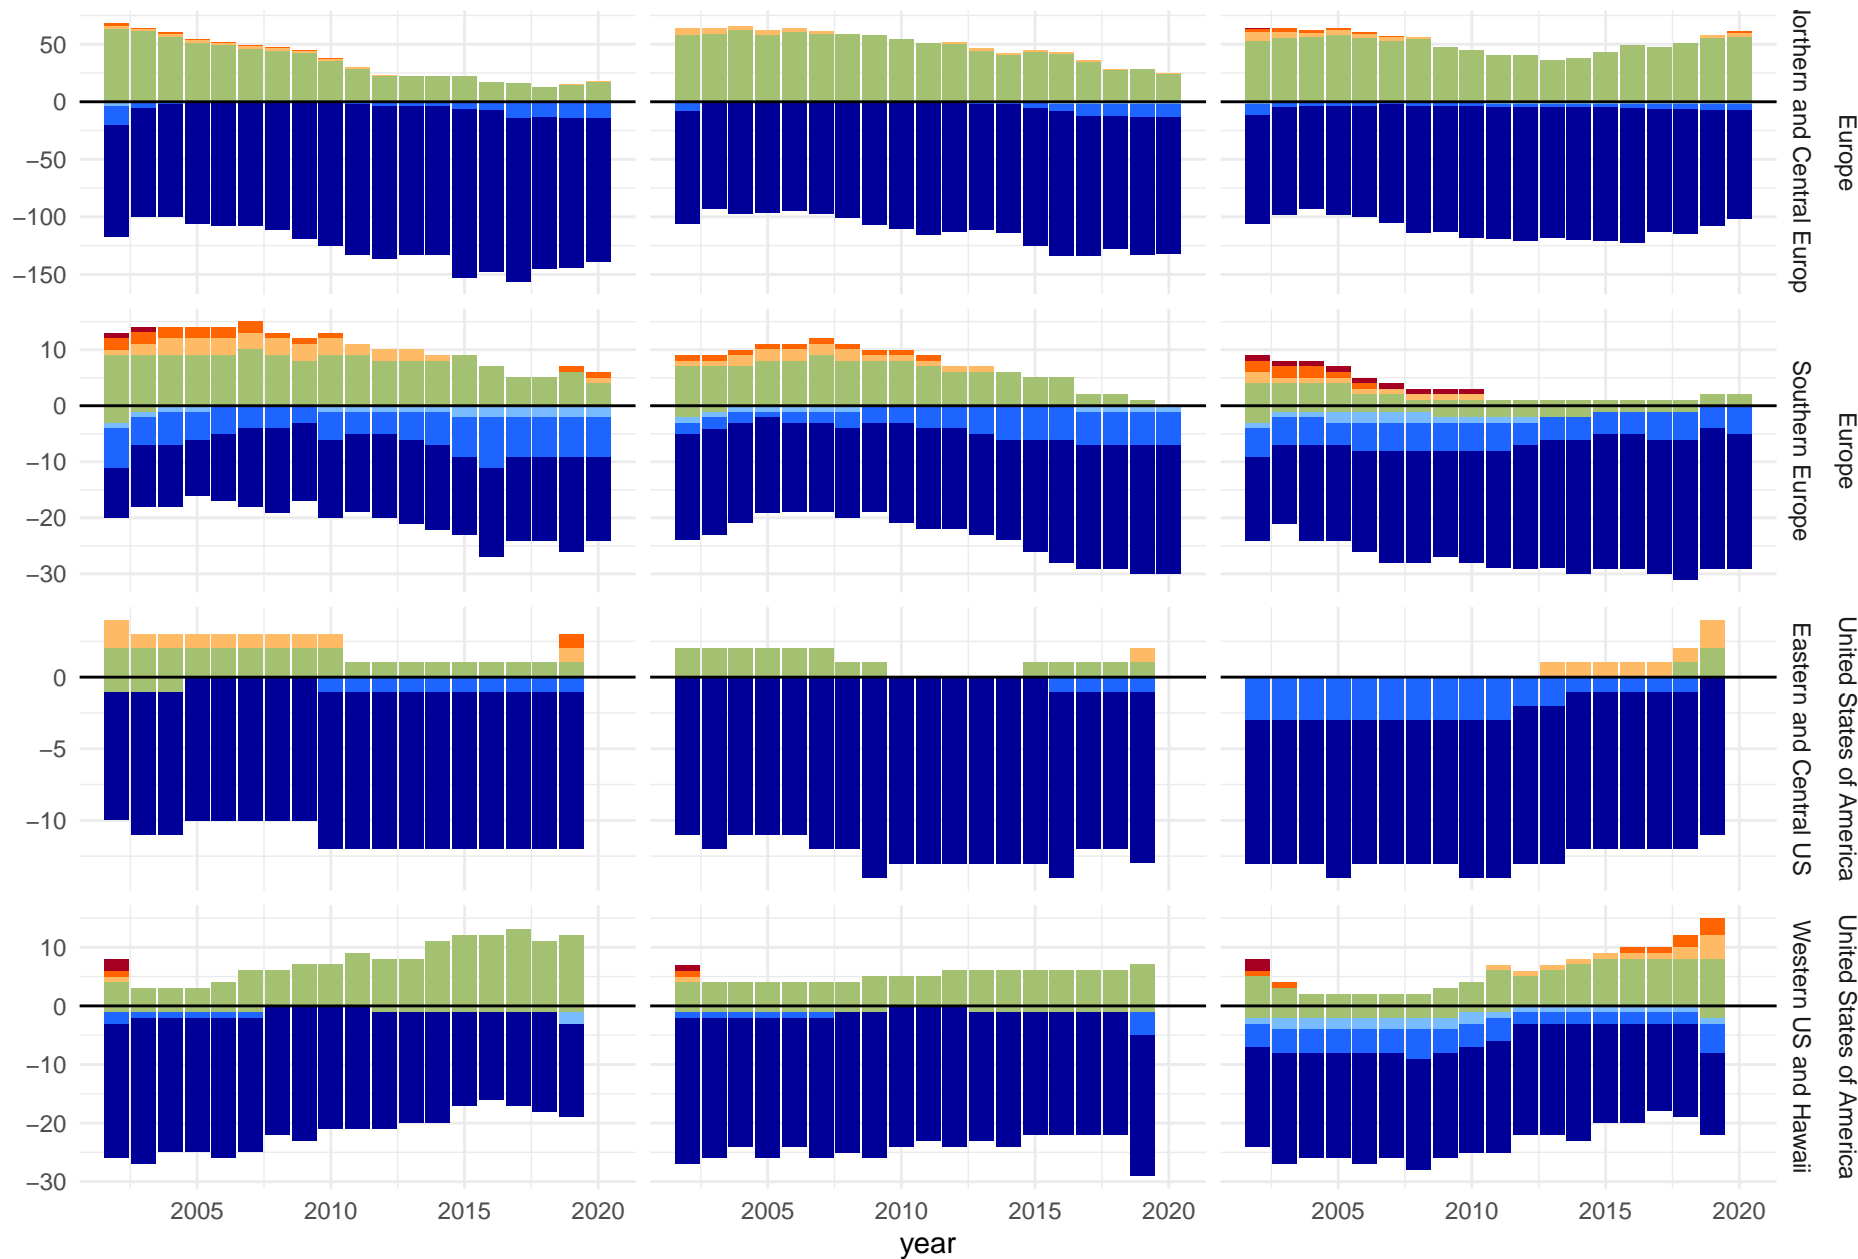 50
0
−50
−100
−150
Northern and Central Europ
Europe
10
0
−10
−20
−30
Southern Europe
Europe
0
−5
−10
Eastern and Central US
United States of America
10
0
−10
−20
−30
Western US and Hawaii
United States of America
2005 2010 2015 2020 2005 2010 2015 2020 2005 2010 2015 2020
year